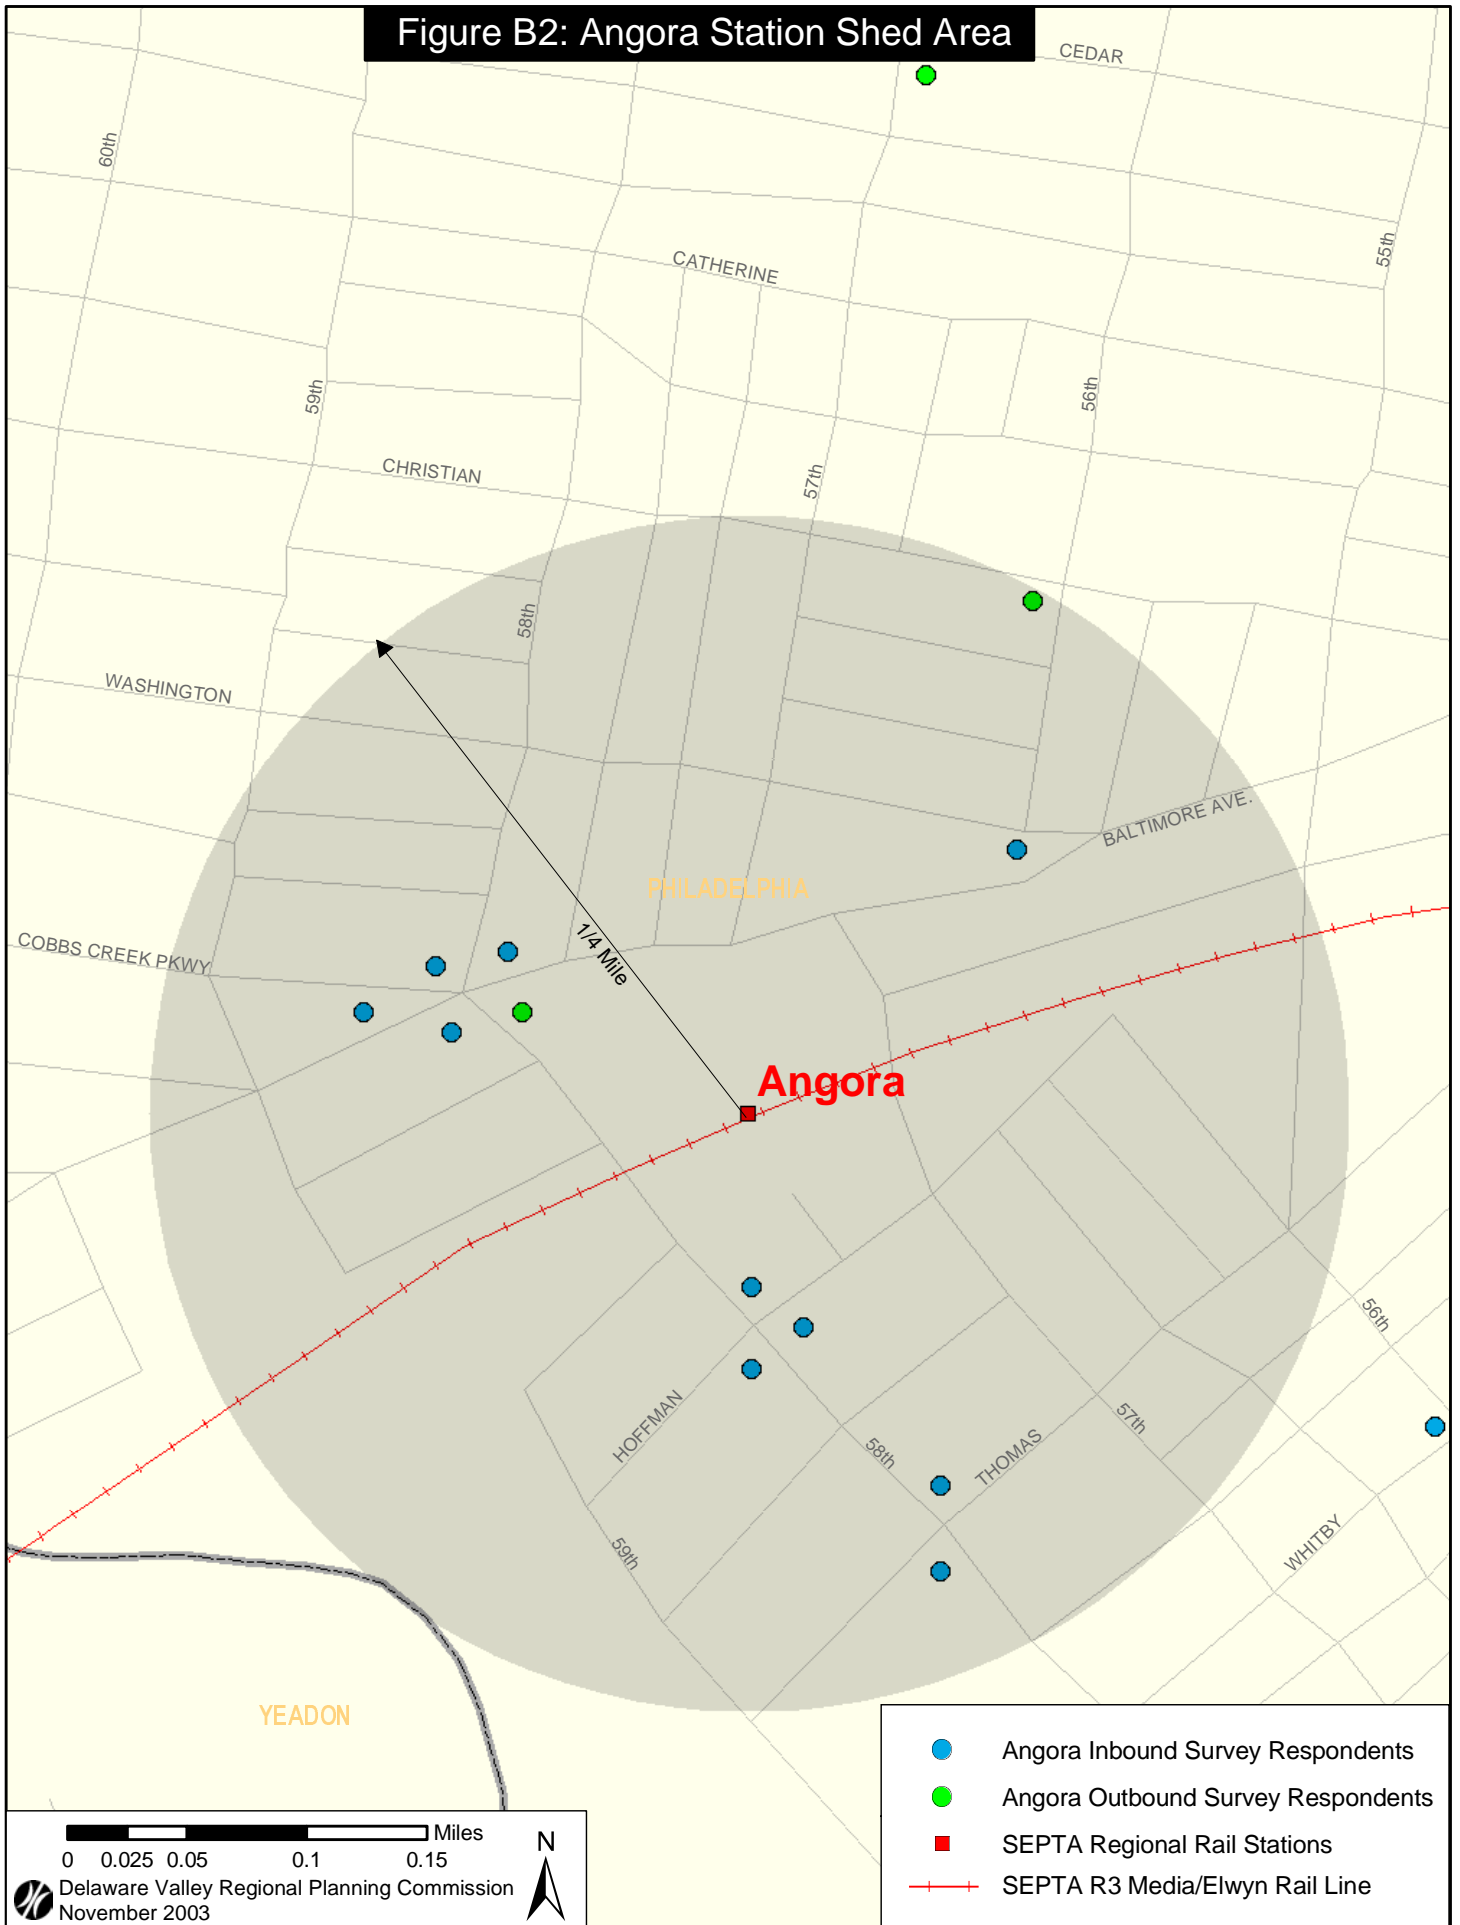 Figure B2: Angora Station Shed Area
CEDAR
60th
CATHERINE
55th
59th
56th
CHRISTIAN
57th
58th
WASHINGTON
BALTIMORE AVE.
PHILADELPHIA
COBBS CREEK PKWY
1/4 Mile
Angora
56th
HOFFMAN
57th
58th
THOMAS
59th
WHITBY
YEADON
Angora Inbound Survey Respondents
Angora Outbound Survey Respondents
SEPTA Regional Rail Stations
SEPTA R3 Media/Elwyn Rail Line
Miles
N
0 0.025 0.05 0.1 0.15
Delaware Valley Regional Planning Commission
November 2003